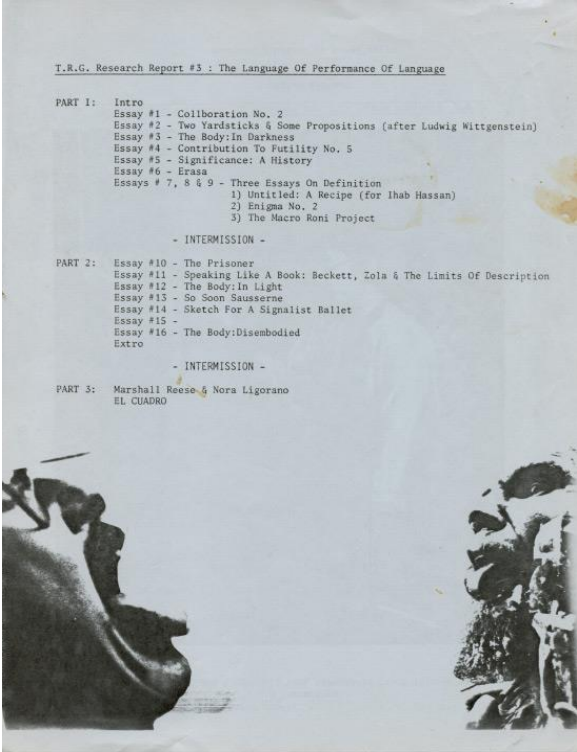 T.R.G. Research Report #3 : The Language Of Performance Of Language
PART I: Intro
Essay #1 - Collboration No. 2
Essay #2 - Two Yardsticks & Some Propositions (after Ludwig Wittgenstein)
Essay #3 - The Body:In Darkness
Essay #4 - Contribution To Futility No. 5
Essay #5 - Significance: A History
Essay #6 - Erasa
Essays # 7, 8 & 9 - Three Essays On Definition
1) Untitled: A Recipe (for Ihab Hassan)
2) Enigma No. 2
3) The Macro Roni Project
- INTERMISSION -
PART 2: Essay #10 - The Prisoner
Essay #11 - Speaking Like A Book: Beckett, Zola & The Limits Of Description
Essay #12 - The Body:In Light
Essay #13 - So Soon Sausserne
Essay #14 - Sketch For A Signalist Ballet
Essay #15 -
Essay #16 - The Body:Disembodied
Extro
- INTERMISSION -
PART 3: Marshall Reese & Nora Ligorano
EL CUADRO